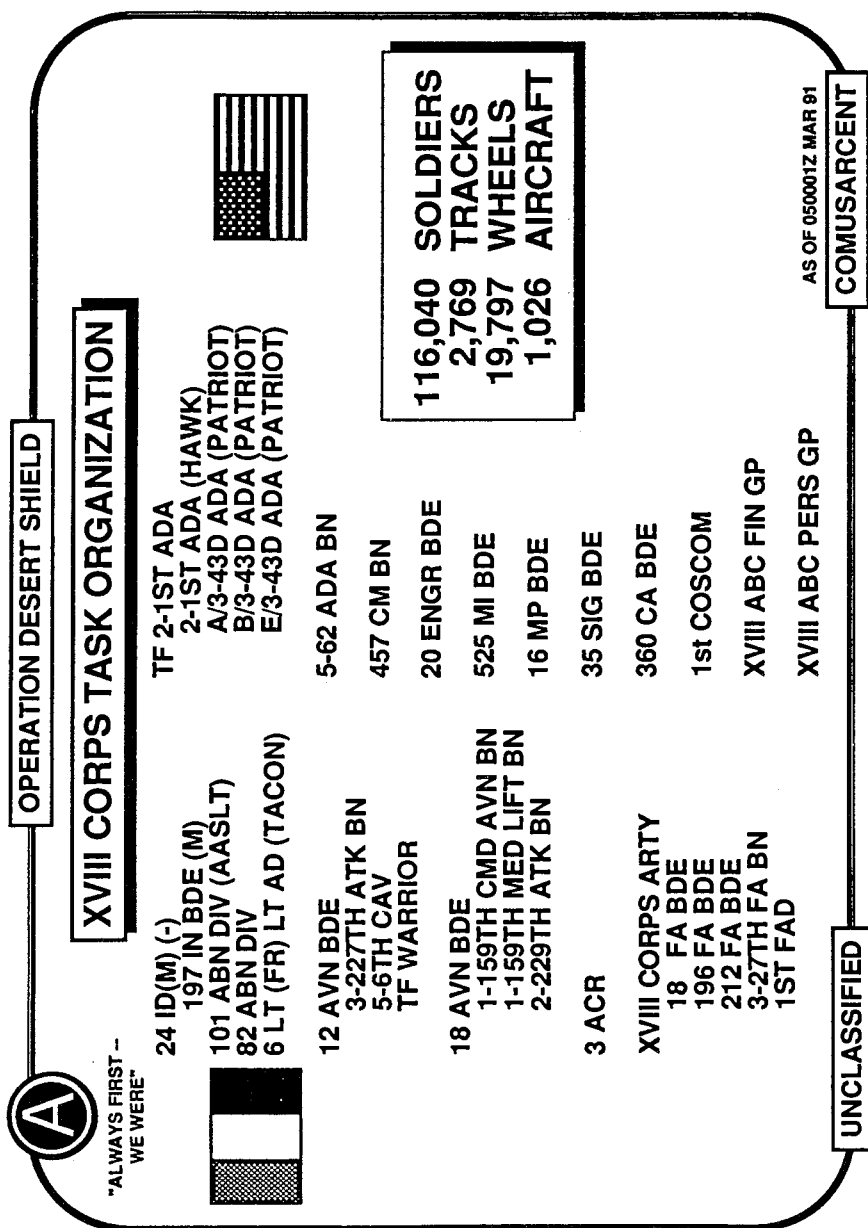 OPERATION DESERT SHIELD
A
"ALWAYS FIRST –
WE WERE"
XVIII CORPS TASK ORGANIZATION
24 ID(M) (-)
197 IN BDE (M)
101 ABN DIV (AASLT)
82 ABN DIV
6 LT (FR) LT AD (TACON)
12 AVN BDE
3-227TH ATK BN
5-6TH CAV
TF WARRIOR
18 AVN BDE
1-159TH CMD AVN BN
1-159TH MED LIFT BN
2-229TH ATK BN
3 ACR
XVIII CORPS ARTY
18 FA BDE
196 FA BDE
212 FA BDE
3-27TH FA BN
1ST FAD
TF 2-1ST ADA
2-1ST ADA (HAWK)
A/3-43D ADA (PATRIOT)
B/3-43D ADA (PATRIOT)
E/3-43D ADA (PATRIOT)
5-62 ADA BN
457 CM BN
20 ENGR BDE
525 MI BDE
16 MP BDE
35 SIG BDE
360 CA BDE
1st COSCOM
XVIII ABC FIN GP
XVIII ABC PERS GP
116,040 SOLDIERS
2,769 TRACKS
19,797 WHEELS
1,026 AIRCRAFT
AS OF 050001Z MAR 91
UNCLASSIFIED
COMUSARCENT